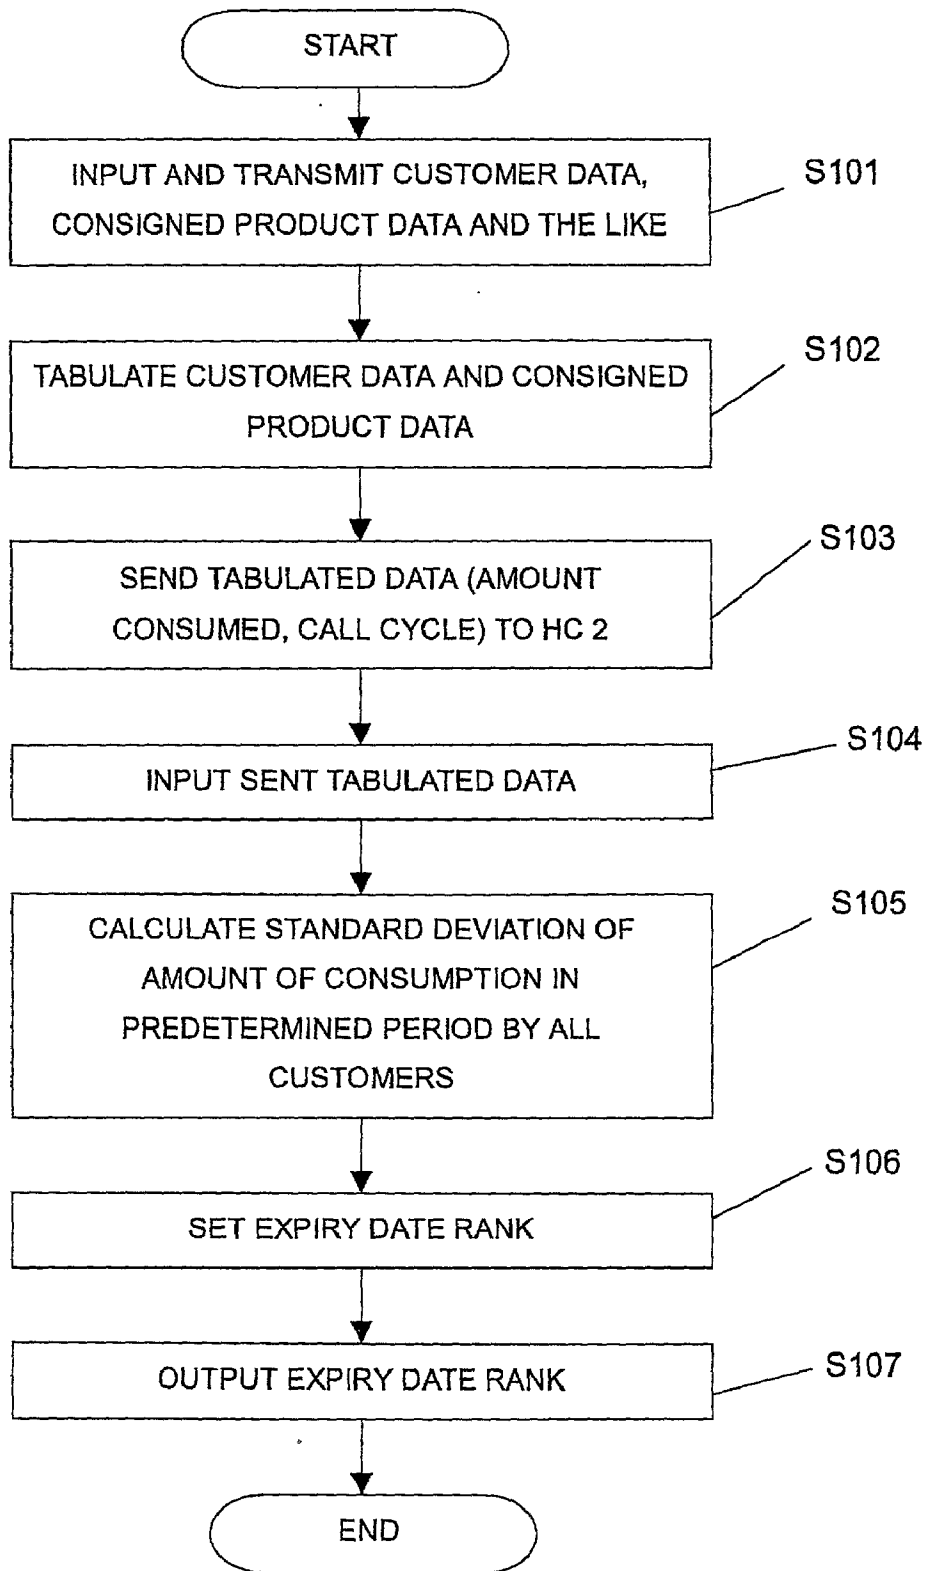 START
INPUT AND TRANSMIT CUSTOMER DATA,
CONSIGNED PRODUCT DATA AND THE LIKE
S101
TABULATE CUSTOMER DATA AND CONSIGNED
PRODUCT DATA
S102
SEND TABULATED DATA (AMOUNT
CONSUMED, CALL CYCLE) TO HC 2
S103
INPUT SENT TABULATED DATA
S104
CALCULATE STANDARD DEVIATION OF
AMOUNT OF CONSUMPTION IN
PREDETERMINED PERIOD BY ALL
CUSTOMERS
S105
SET EXPIRY DATE RANK
S106
OUTPUT EXPIRY DATE RANK
S107
END